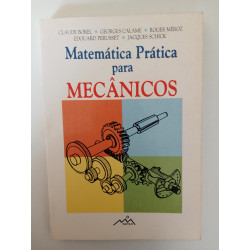 CLAUDE BOREL • GEORGES CALAME • ROGER MEROZ
EDOUARD PERUSSET • JACQUES SCHICK
Matemática Prática
para
MECÂNICOS